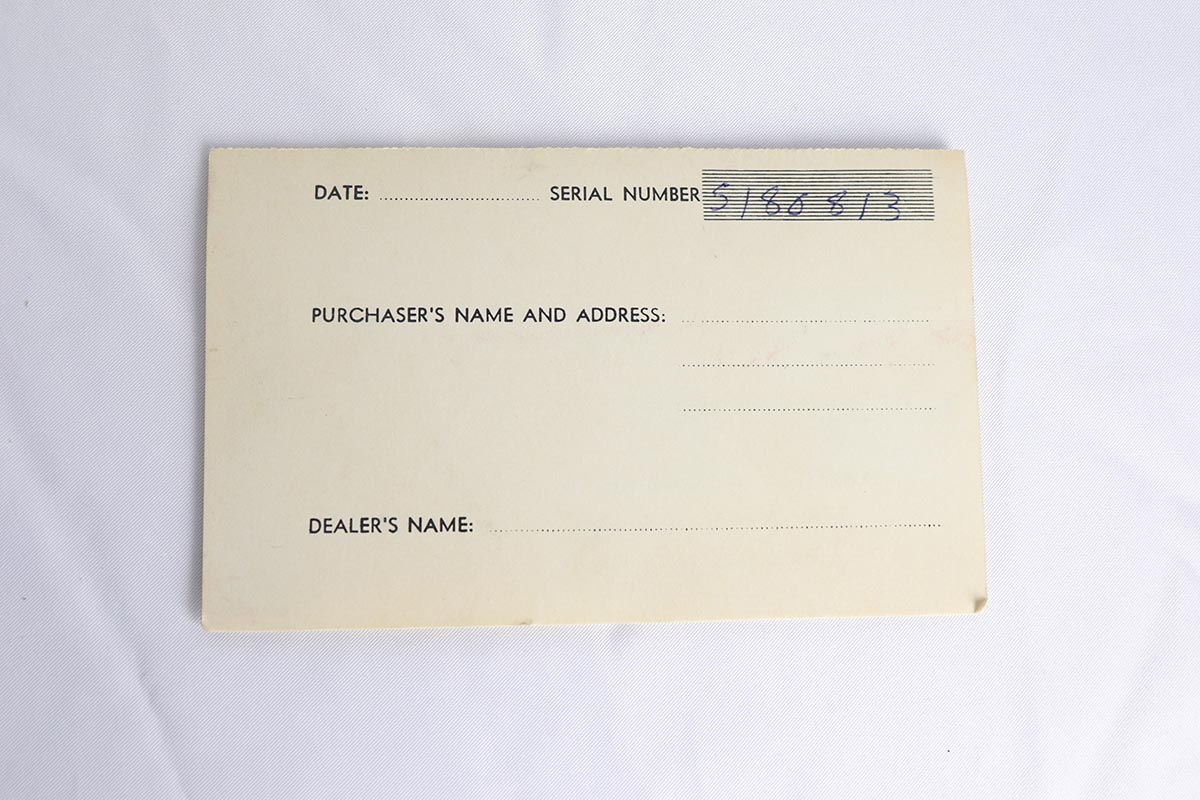 DATE: ........................ SERIAL NUMBER 5180813
PURCHASER'S NAME AND ADDRESS: ........................
DEALER'S NAME: ........................